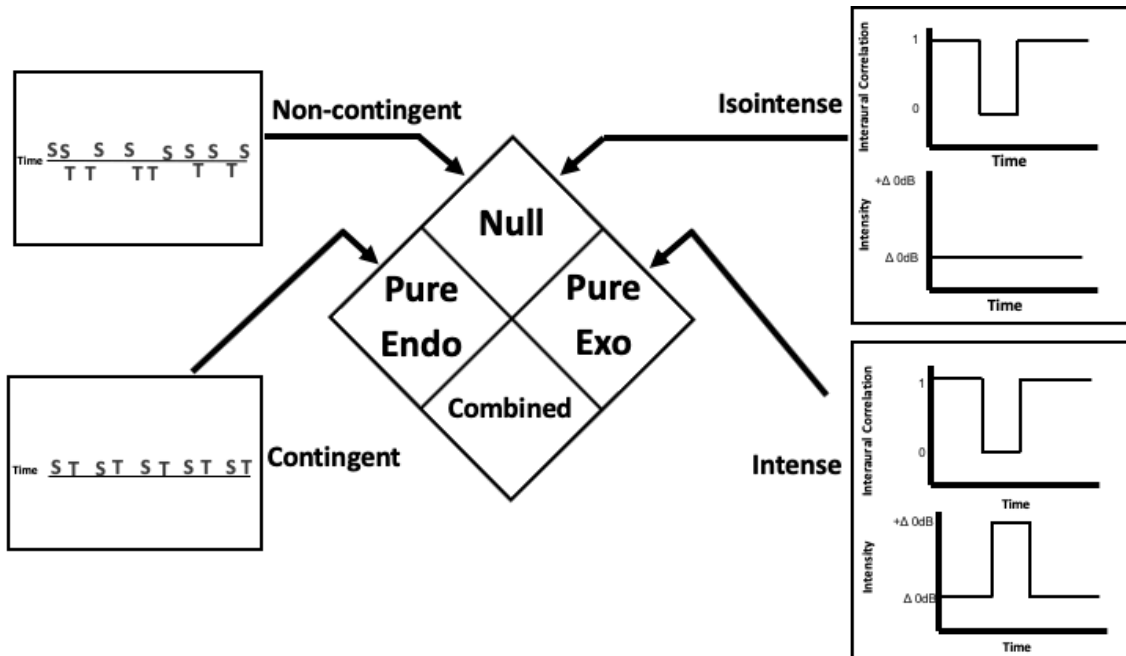 Non-contingent
Time
S S S S S S S S
T T T T T T
Contingent
Time
S T S T S T S T S T
Null
Pure
Endo
Pure
Exo
Combined
Isointense
Interaural Correlation
1
0
Time
Intensity
+Δ 0dB
Δ 0dB
Time
Intense
Interaural Correlation
1
0
Time
Intensity
+Δ 0dB
Δ 0dB
Time